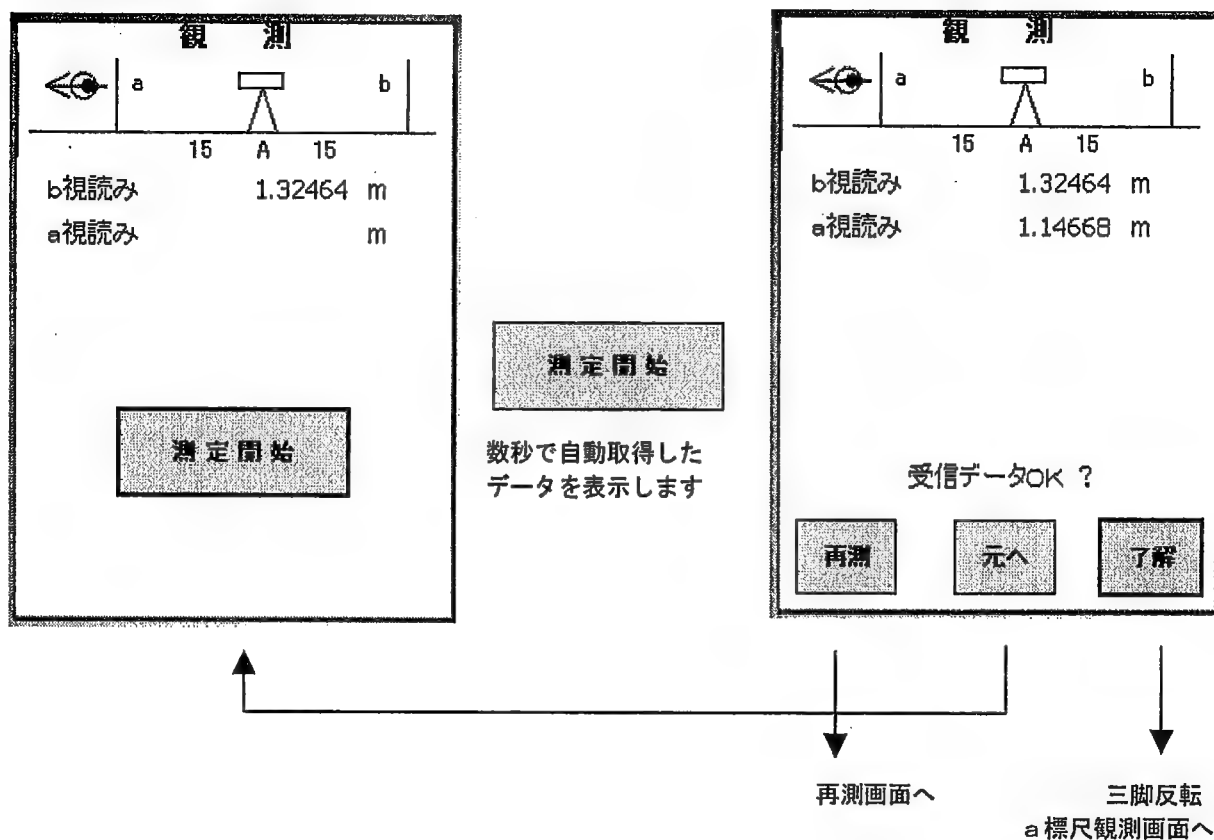 観 測
a
b
15 A 15
b視読み 1.32464 m
a視読み m
測定開始
測定開始
数秒で自動取得した
データを表示します
観 測
a
b
15 A 15
b視読み 1.32464 m
a視読み 1.14668 m
受信データOK ?
再測 元へ 了解
再測画面へ
三脚反転
a標尺観測画面へ